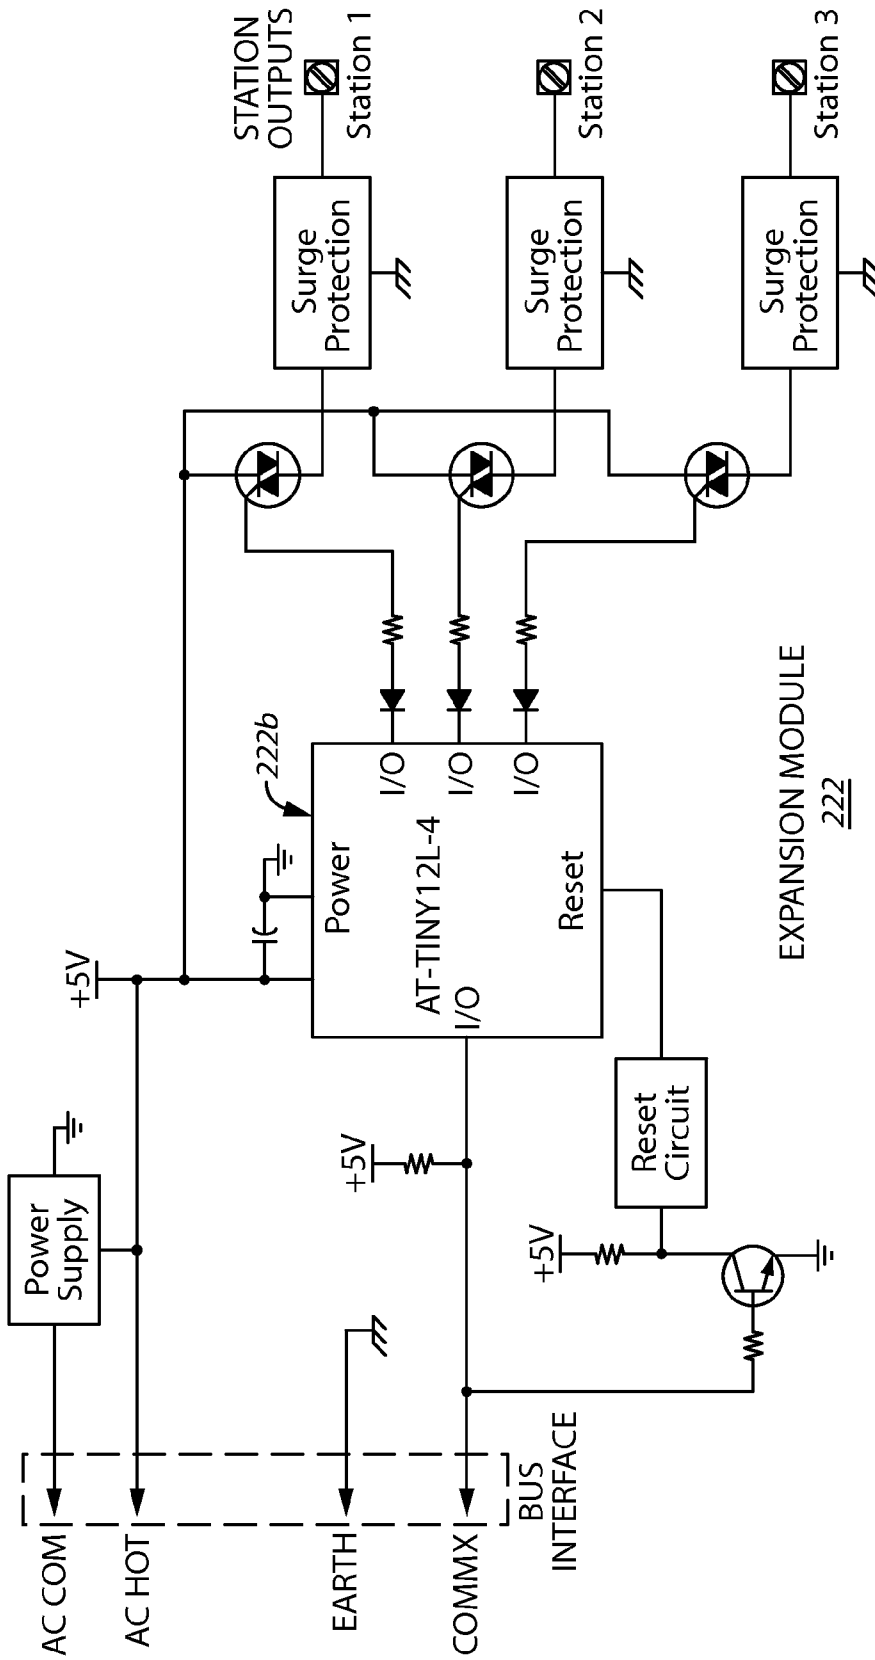 STATION
OUTPUTS
Station 1
Station 2
Station 3
Surge
Protection
Surge
Protection
Surge
Protection
222b
+5V
Power
AT-TINY12L-4
I/O
I/O
I/O
I/O
Reset
EXPANSION MODULE
222
Power
Supply
+5V
+5V
Reset
Circuit
AC COM
AC HOT
EARTH
COMMX
BUS
INTERFACE